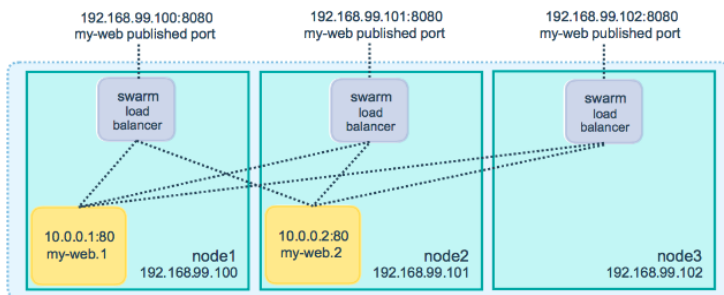 192.168.99.100:8080
my-web published port
192.168.99.101:8080
my-web published port
192.168.99.102:8080
my-web published port
swarm
load
balancer
swarm
load
balancer
swarm
load
balancer
10.0.0.1:80
my-web.1
node1
192.168.99.100
10.0.0.2:80
my-web.2
node2
192.168.99.101
node3
192.168.99.102